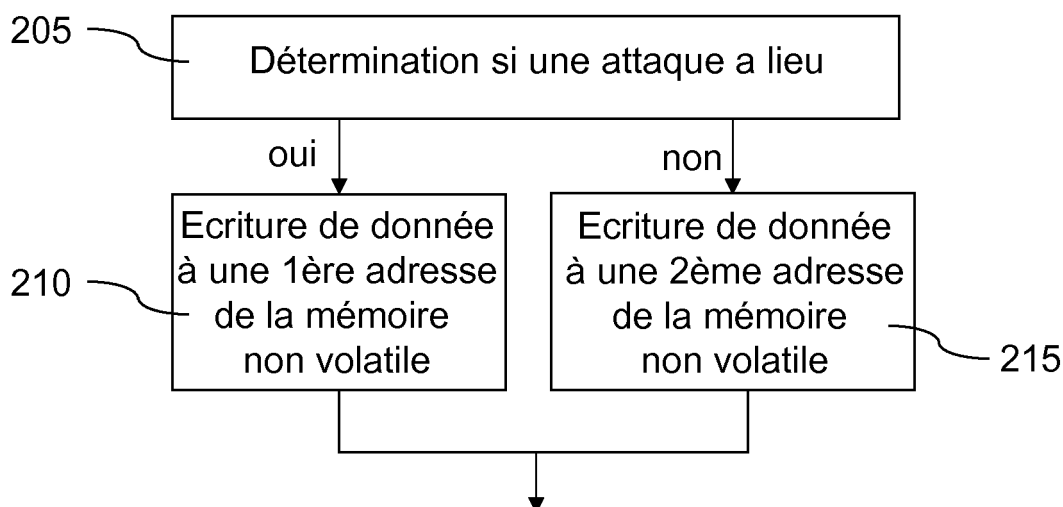 205
Détermination si une attaque a lieu
oui
non
Ecriture de donnée
à une 1ère adresse
de la mémoire
non volatile
210
Ecriture de donnée
à une 2ème adresse
de la mémoire
non volatile
215